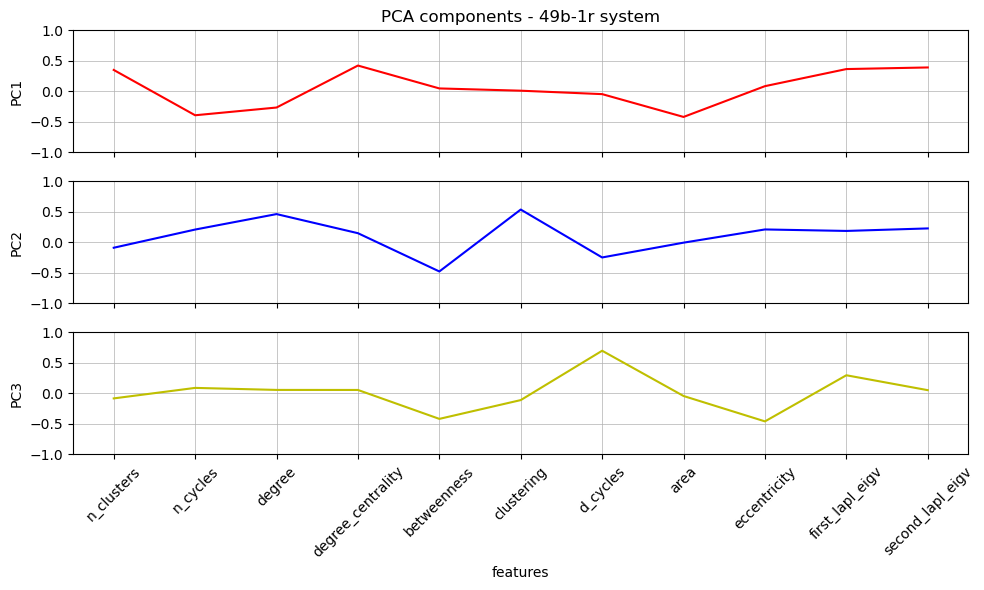 PCA components - 49b-1r system
1.0
0.5
0.0
−0.5
−1.0
PC1
1.0
0.5
0.0
−0.5
−1.0
PC2
1.0
0.5
0.0
−0.5
−1.0
PC3
n_clusters
n_cycles
degree
degree_centrality
betweenness
clustering
d_cycles
area
eccentricity
first_lapl_eigv
second_lapl_eigv
features